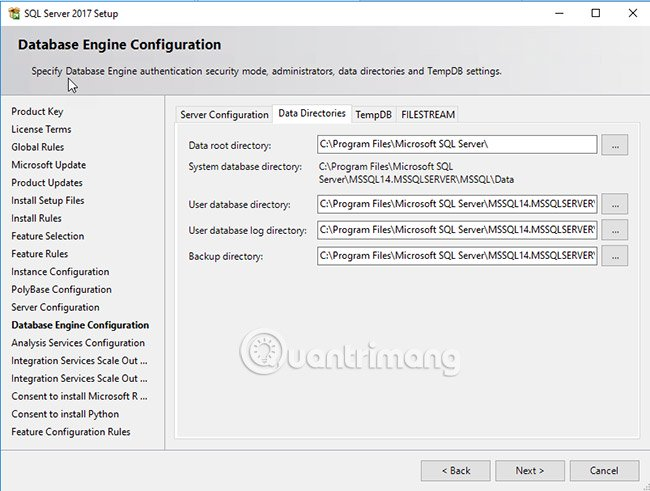 SQL Server 2017 Setup
Database Engine Configuration
Specify Database Engine authentication security mode, administrators, data directories and TempDB settings.
Product Key
License Terms
Global Rules
Microsoft Update
Product Updates
Install Setup Files
Install Rules
Feature Selection
Feature Rules
Instance Configuration
PolyBase Configuration
Server Configuration
Database Engine Configuration
Analysis Services Configuration
Integration Services Scale Out ...
Integration Services Scale Out ...
Consent to install Microsoft R ...
Consent to install Python
Feature Configuration Rules
Server Configuration Data Directories TempDB FILESTREAM
Data root directory: C:\Program Files\Microsoft SQL Server\ ...
System database directory: C:\Program Files\Microsoft SQL
Server\MSSQL14.MSSQLSERVER\MSSQL\Data
User database directory: C:\Program Files\Microsoft SQL Server\MSSQL14.MSSQLSERVER\ ...
User database log directory: C:\Program Files\Microsoft SQL Server\MSSQL14.MSSQLSERVER\ ...
Backup directory: C:\Program Files\Microsoft SQL Server\MSSQL14.MSSQLSERVER\ ...
Quantrimang
< Back Next > Cancel